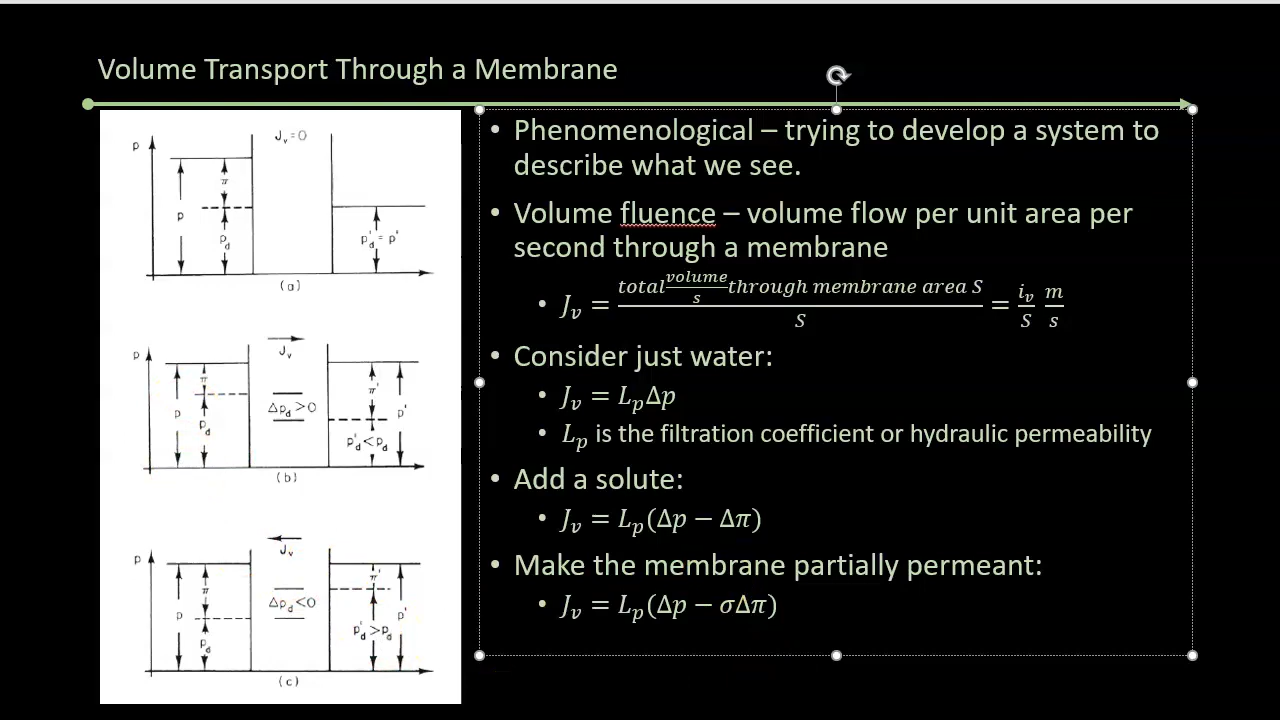 Volume Transport Through a Membrane
p
J_v=0
π
p
p_d
p'_d = p'
(a)
p
J_v
π
π'
Δp_d>0
p
p_d
p'
p'_d<p_d
(b)
p
J_v
π
π'
Δp_d<0
p
p'
p'_d>p_d
p_d
(c)
• Phenomenological – trying to develop a system to
describe what we see.
• Volume fluence – volume flow per unit area per
second through a membrane
• J_v = (total volume/s through membrane area S)/S = i_v/S m/s
• Consider just water:
• J_v = L_pΔp
• L_p is the filtration coefficient or hydraulic permeability
• Add a solute:
• J_v = L_p(Δp − Δπ)
• Make the membrane partially permeant:
• J_v = L_p(Δp − σΔπ)